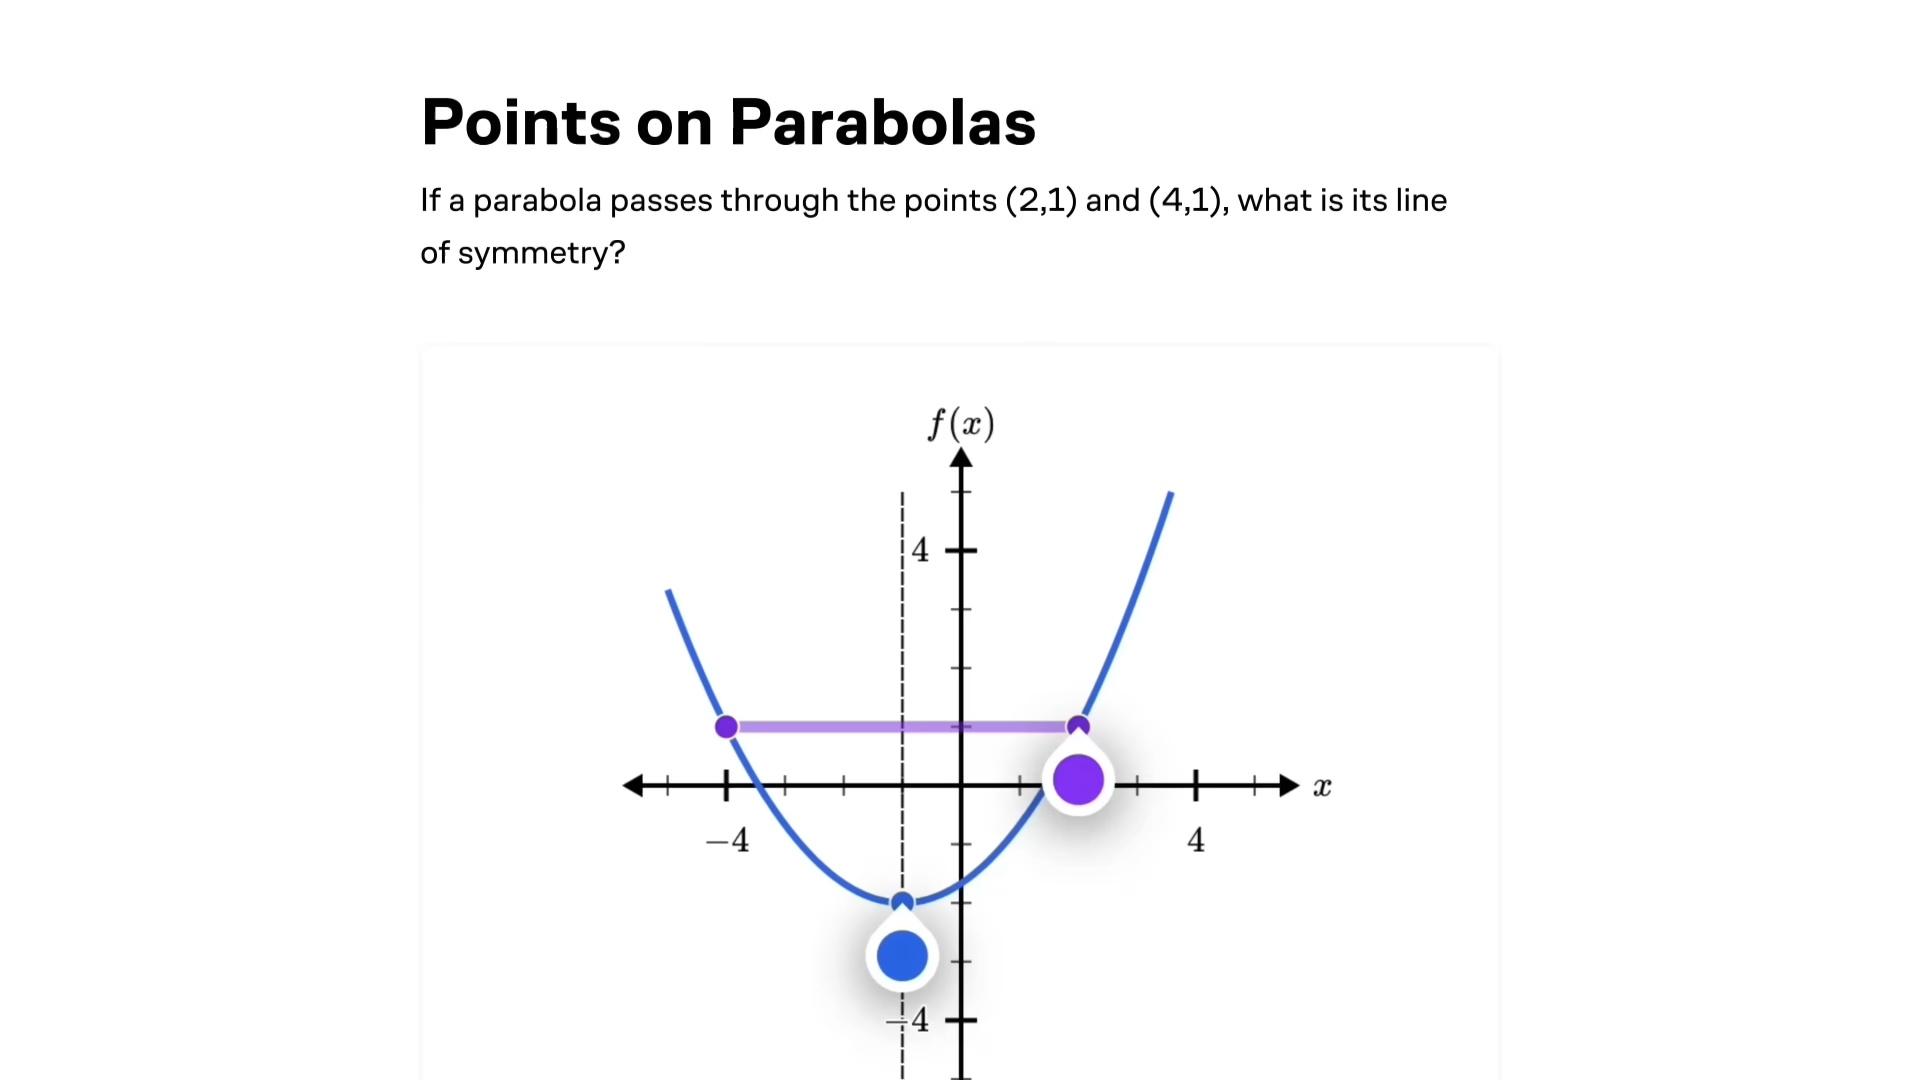 Points on Parabolas
If a parabola passes through the points (2,1) and (4,1), what is its line
of symmetry?
f(x)
4
x
−4
4
−4